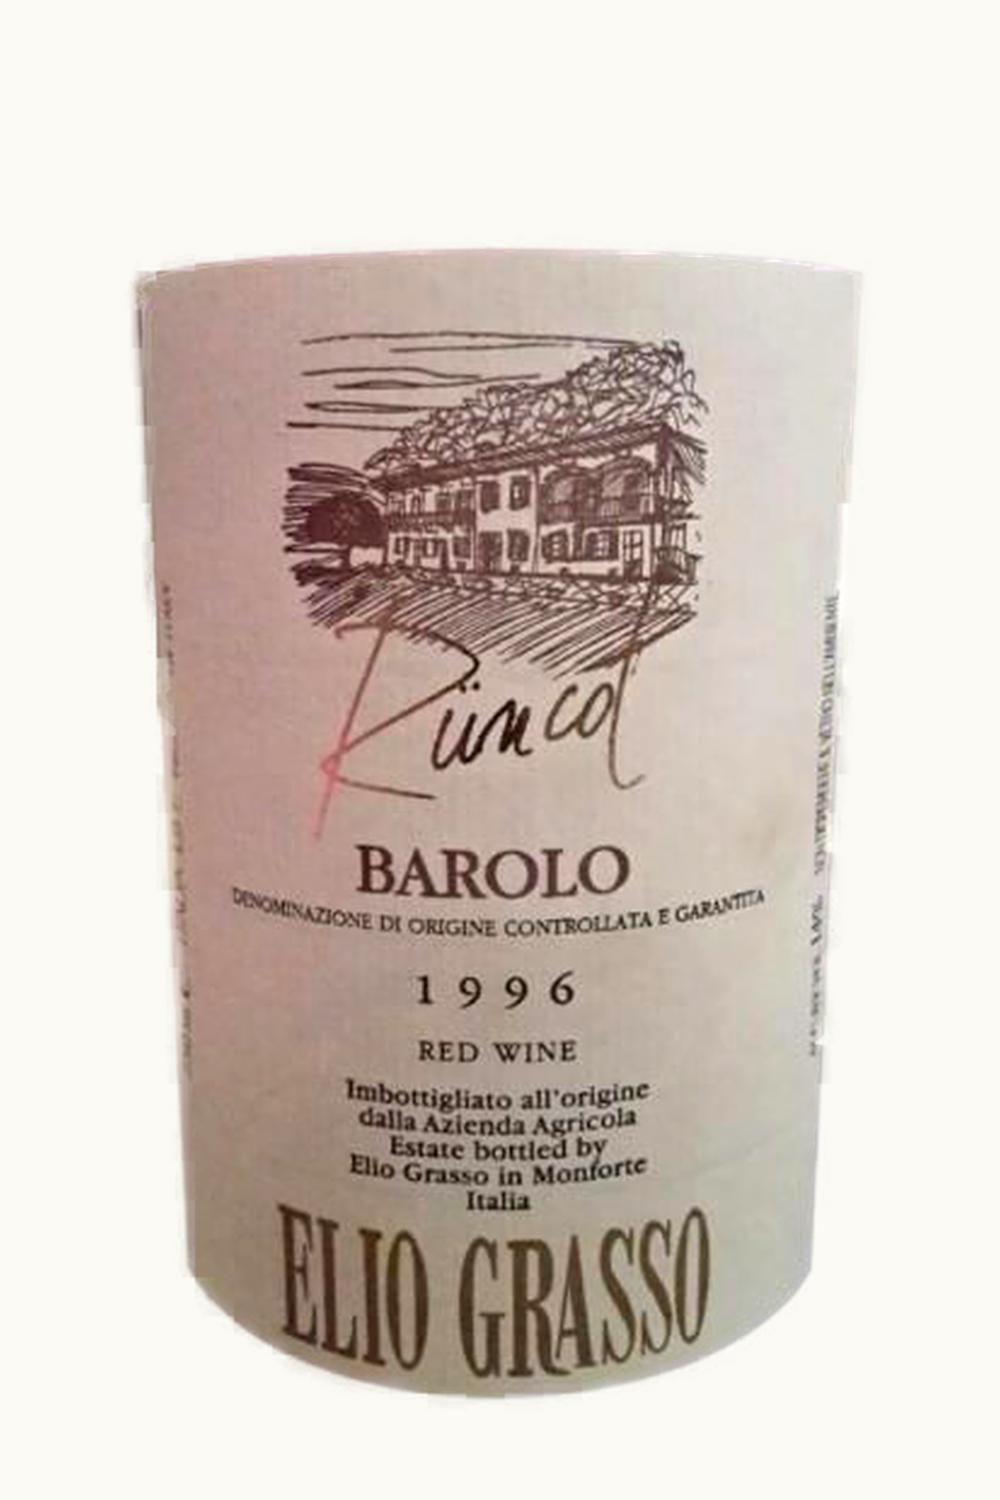 Rüncot
BAROLO
DENOMINAZIONE DI ORIGINE CONTROLLATA E GARANTITA
1996
RED WINE
Imbottigliato all'origine
dalla Azienda Agricola
Estate bottled by
Elio Grasso in Monforte
Italia
ELIO GRASSO